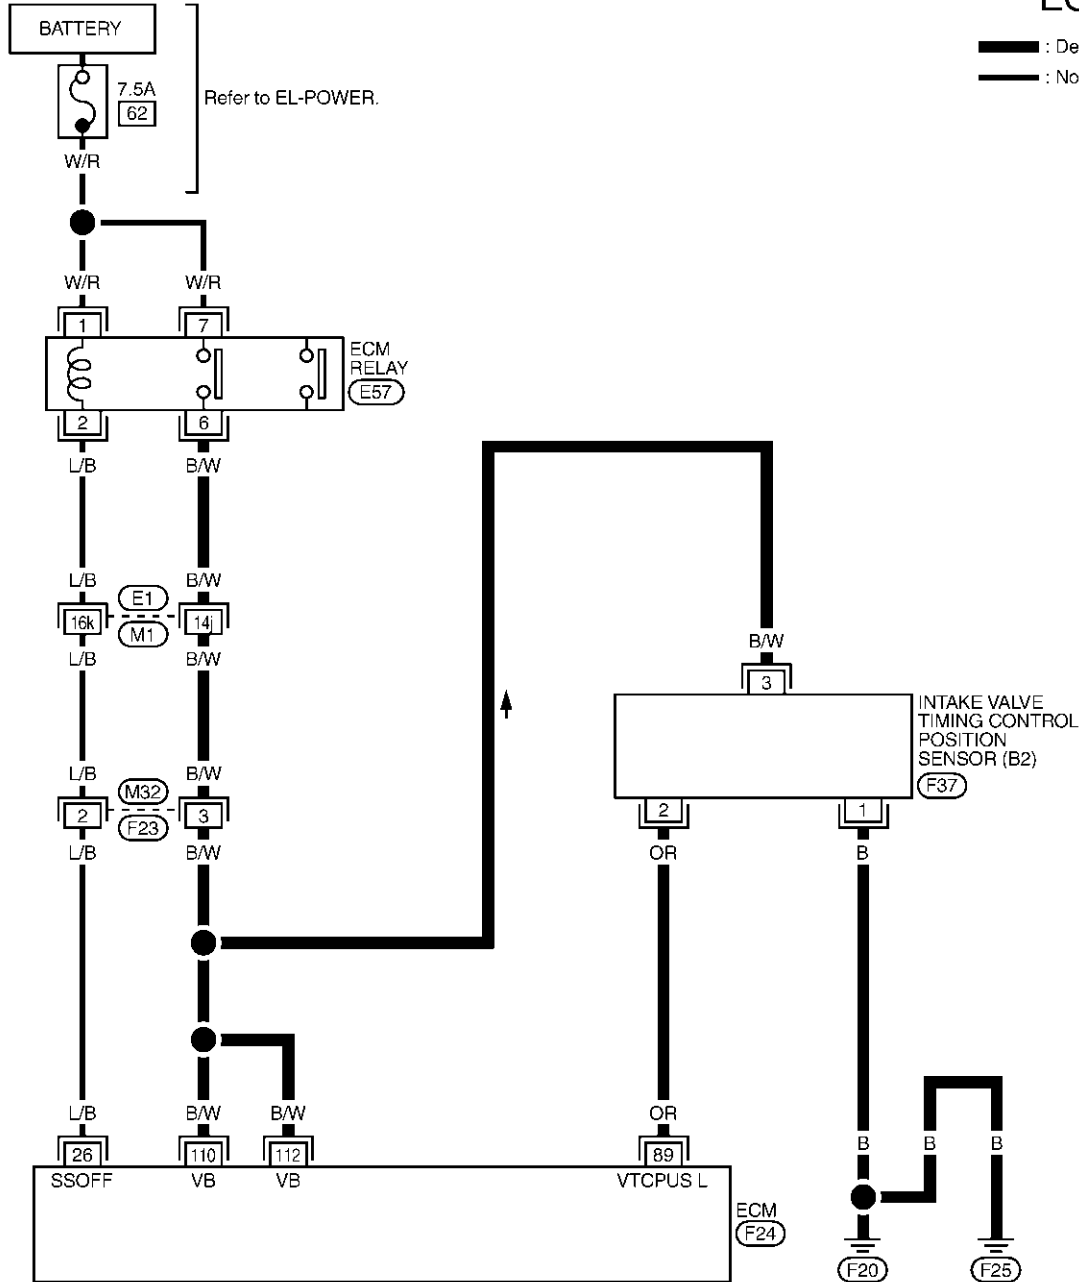 EC
BATTERY
: De
: No
7.5A
62
Refer to EL-POWER.
W/R
W/R W/R
1 7
ECM
RELAY
E57
2 6
L/B B/W
L/B B/W
E1
16k 14j
M1
L/B B/W
B/W
3
INTAKE VALVE
TIMING CONTROL
POSITION
SENSOR (B2)
F37
L/B B/W
M32
2 3
F23
2 1
L/B B/W OR B
L/B B/W B/W OR
B B B
26 110 112 89
SSOFF VB VB VTCPUS L
ECM
F24
F20 F25